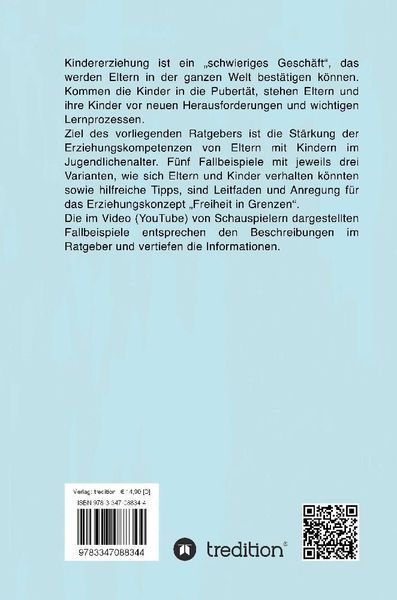 Kindererziehung ist ein „schwieriges Geschäft“, das
werden Eltern in der ganzen Welt bestätigen können.
Kommen die Kinder in die Pubertät, stehen Eltern und
ihre Kinder vor neuen Herausforderungen und wichtigen
Lernprozessen.
Ziel des vorliegenden Ratgebers ist die Stärkung der
Erziehungskompetenzen von Eltern mit Kindern im
Jugendlichenalter. Fünf Fallbeispiele mit jeweils drei
Varianten, wie sich Eltern und Kinder verhalten könnten
sowie hilfreiche Tipps, sind Leitfaden und Anregung für
das Erziehungskonzept „Freiheit in Grenzen“.
Die im Video (YouTube) von Schauspielern dargestellten
Fallbeispiele entsprechen den Beschreibungen im
Ratgeber und vertiefen die Informationen.
Verlag: tredition € 14,90 [D]
ISBN 978-3-347-08834-4
9783347088344
tredition®